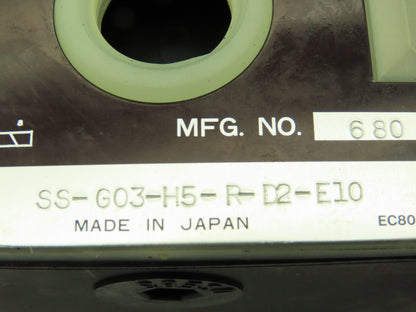 a
MFG. NO. 680
SS-G03-H5-R-D2-E10
MADE IN JAPAN
EC80